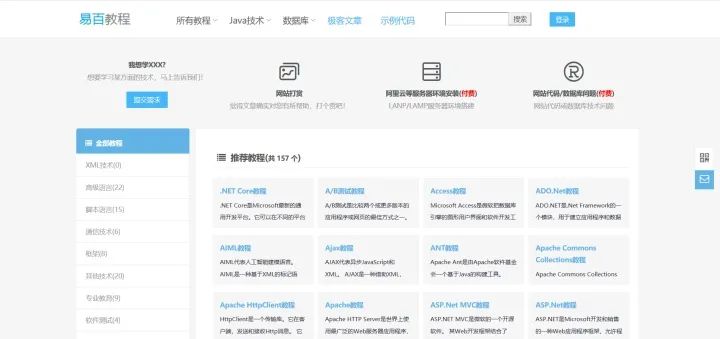 易百教程
所有教程 Java技术 数据库 极客文章 示例代码
搜索
登录
我想学XXX?
想要学习某方面的技术，马上告诉我们！
提交需求
网站打赏
觉得文章确实对您有所帮助，打个赏吧！
阿里云等服务器环境安装(付费)
LANP/LAMP服务器环境搭建
网站代码/数据库问题(付费)
网站代码或数据库技术问题
全部教程
XML技术(0)
高级语言(22)
脚本语言(15)
通信技术(6)
框架(8)
其他技术(20)
专业教育(9)
软件测试(4)
推荐教程(共 157 个)
.NET Core教程
.NET Core是Microsoft最新的通
用开发平台。它可以在不同的平台
A/B测试教程
A/B测试是比较两个或更多版本的
应用程序或网页的最佳方式之一。
Access教程
Microsoft Access是微软把数据库
引擎的图形用户界面和软件开发工
ADO.Net教程
ADO.NET是.Net Framework的一
个模块，用于建立应用程序和数据
AIML教程
AIML代表人工智能建模语言。
AIML是一种基于XML的标记语
Ajax教程
AJAX代表异步JavaScript和
XML。 AJAX是一种借助XML、
ANT教程
Apache Ant是由Apache软件基金
会一个基于Java的构建工具。
Apache Commons
Collections教程
Apache Commons Collections
Apache HttpClient教程
HttpClient是一个传输库。它在客
户端，发送和接收Http消息。 它
Apache教程
Apache HTTP Server是世界上使
用最广泛的Web服务器应用程序。
ASP.Net MVC教程
ASP.NET MVC是微软的一个开源
软件。 其Web开发框架结合了
ASP.Net教程
ASP.NET是Microsoft开发和销售
的一种Web应用程序框架，允许程